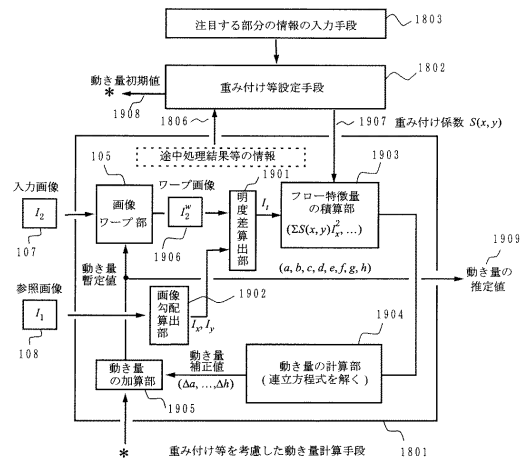 注目する部分の情報の入力手段
1803
動き量初期値
*
1908
重み付け等設定手段
1802
1806
1907
重み付け係数 S(x, y)
途中処理結果等の情報
105
ワープ画像
1901
1903
入力画像
I₂
107
画像
ワープ部
I₂ʷ
1906
明度差算出部
Iₜ
フロー特徴量
の積算部
(ΣS(x, y)Iₓ², …)
1909
動き量
暫定値
(a, b, c, d, e, f, g, h)
動き量の
推定値
参照画像
I₁
108
画像勾配算出部
1902
Iₓ, I_y
1904
動き量
補正値
(Δa, …,Δh)
動き量の計算部
(連立方程式を解く)
動き量
の加算部
1905
*
重み付け等を考慮した動き量計算手段
1801